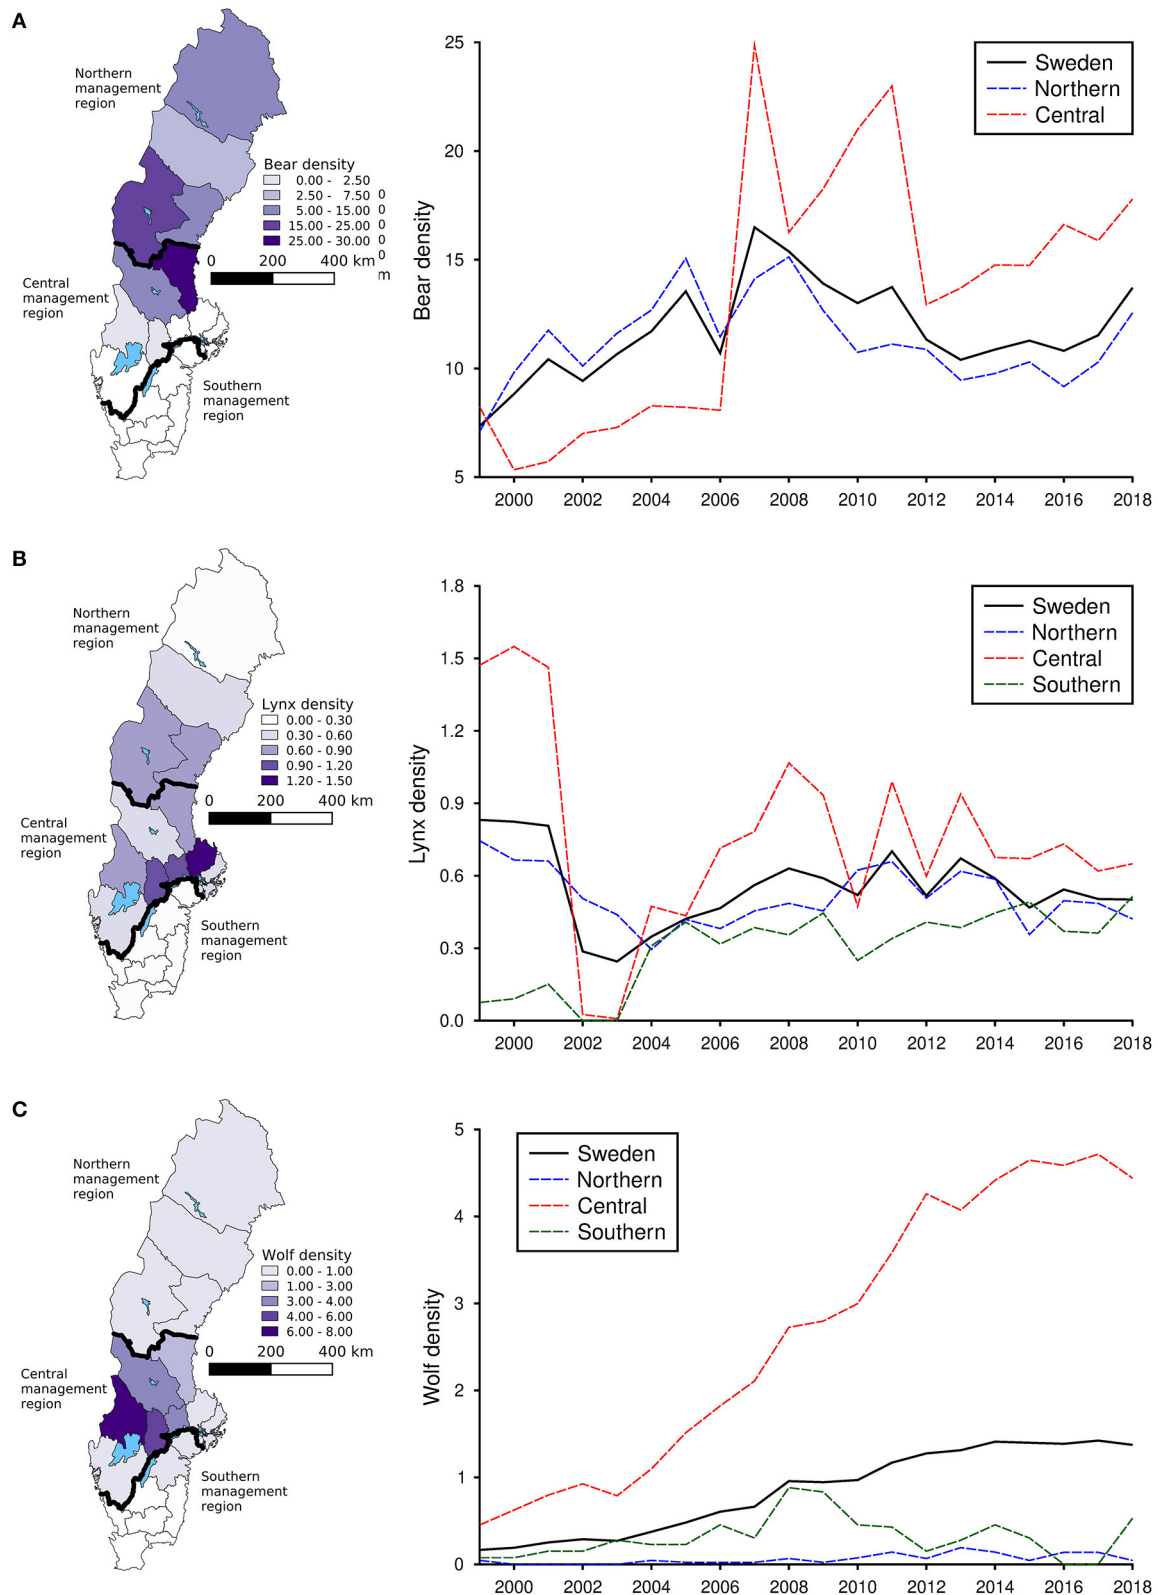 A
Northern
management
region
Bear density
0.00 - 2.50
2.50 - 7.50
5.00 - 15.00
15.00 - 25.00
25.00 - 30.00
0
0
0
0
0
m
0 200 400 km
Central
management
region
Southern
management
region
Bear density
25
20
15
10
5
2000 2002 2004 2006 2008 2010 2012 2014 2016 2018
Sweden
Northern
Central
B
Northern
management
region
Lynx density
0.00 - 0.30
0.30 - 0.60
0.60 - 0.90
0.90 - 1.20
1.20 - 1.50
0 200 400 km
Central
management
region
Southern
management
region
Lynx density
1.8
1.5
1.2
0.9
0.6
0.3
0.0
2000 2002 2004 2006 2008 2010 2012 2014 2016 2018
Sweden
Northern
Central
Southern
C
Northern
management
region
Wolf density
0.00 - 1.00
1.00 - 3.00
3.00 - 4.00
4.00 - 6.00
6.00 - 8.00
0 200 400 km
Central
management
region
Southern
management
region
Wolf density
5
4
3
2
1
0
2000 2002 2004 2006 2008 2010 2012 2014 2016 2018
Sweden
Northern
Central
Southern